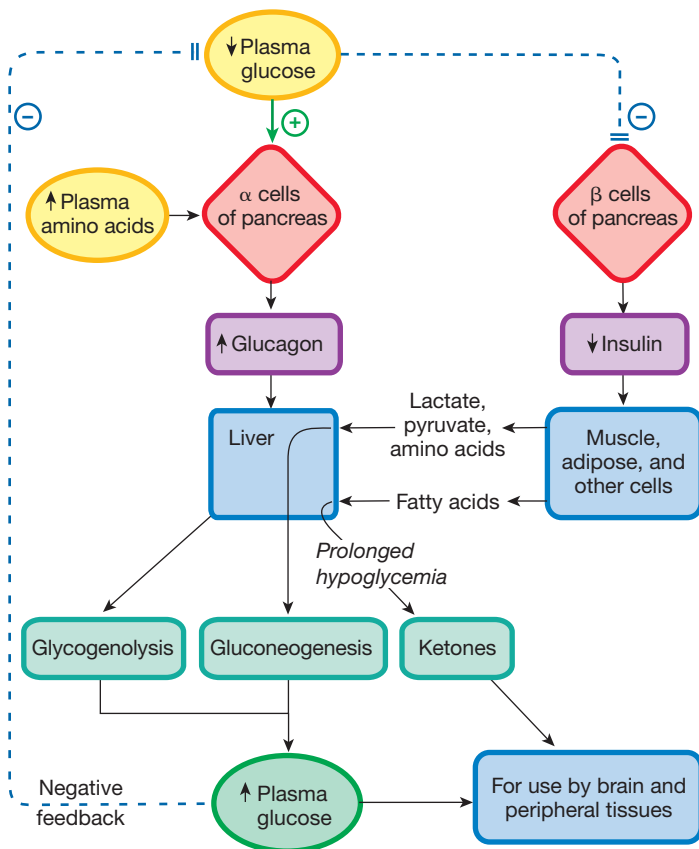 ↓Plasma
glucose
−
+
−
↑Plasma
amino acids
α cells
of pancreas
β cells
of pancreas
↑Glucagon
↓Insulin
Liver
Lactate,
pyruvate,
amino acids
Muscle,
adipose, and
other cells
Fatty acids
Prolonged
hypoglycemia
Glycogenolysis
Gluconeogenesis
Ketones
Negative
feedback
↑Plasma
glucose
For use by brain and
peripheral tissues